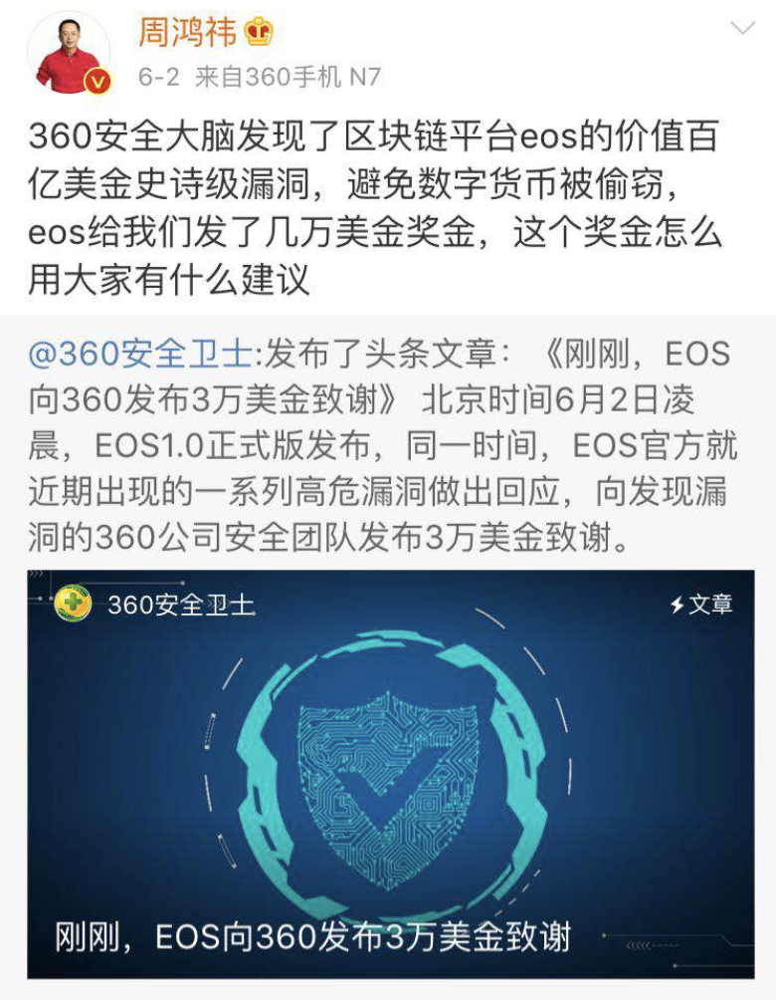 周鸿祎
6-2 来自360手机 N7
360安全大脑发现了区块链平台eos的价值百
亿美金史诗级漏洞，避免数字货币被偷窃，
eos给我们发了几万美金奖金，这个奖金怎么
用大家有什么建议
@360安全卫士:发布了头条文章：《刚刚，EOS
向360发布3万美金致谢》 北京时间6月2日凌
晨，EOS1.0正式版发布，同一时间，EOS官方就
近期出现的一系列高危漏洞做出回应，向发现漏
洞的360公司安全团队发布3万美金致谢。
360安全卫士
文章
刚刚，EOS向360发布3万美金致谢